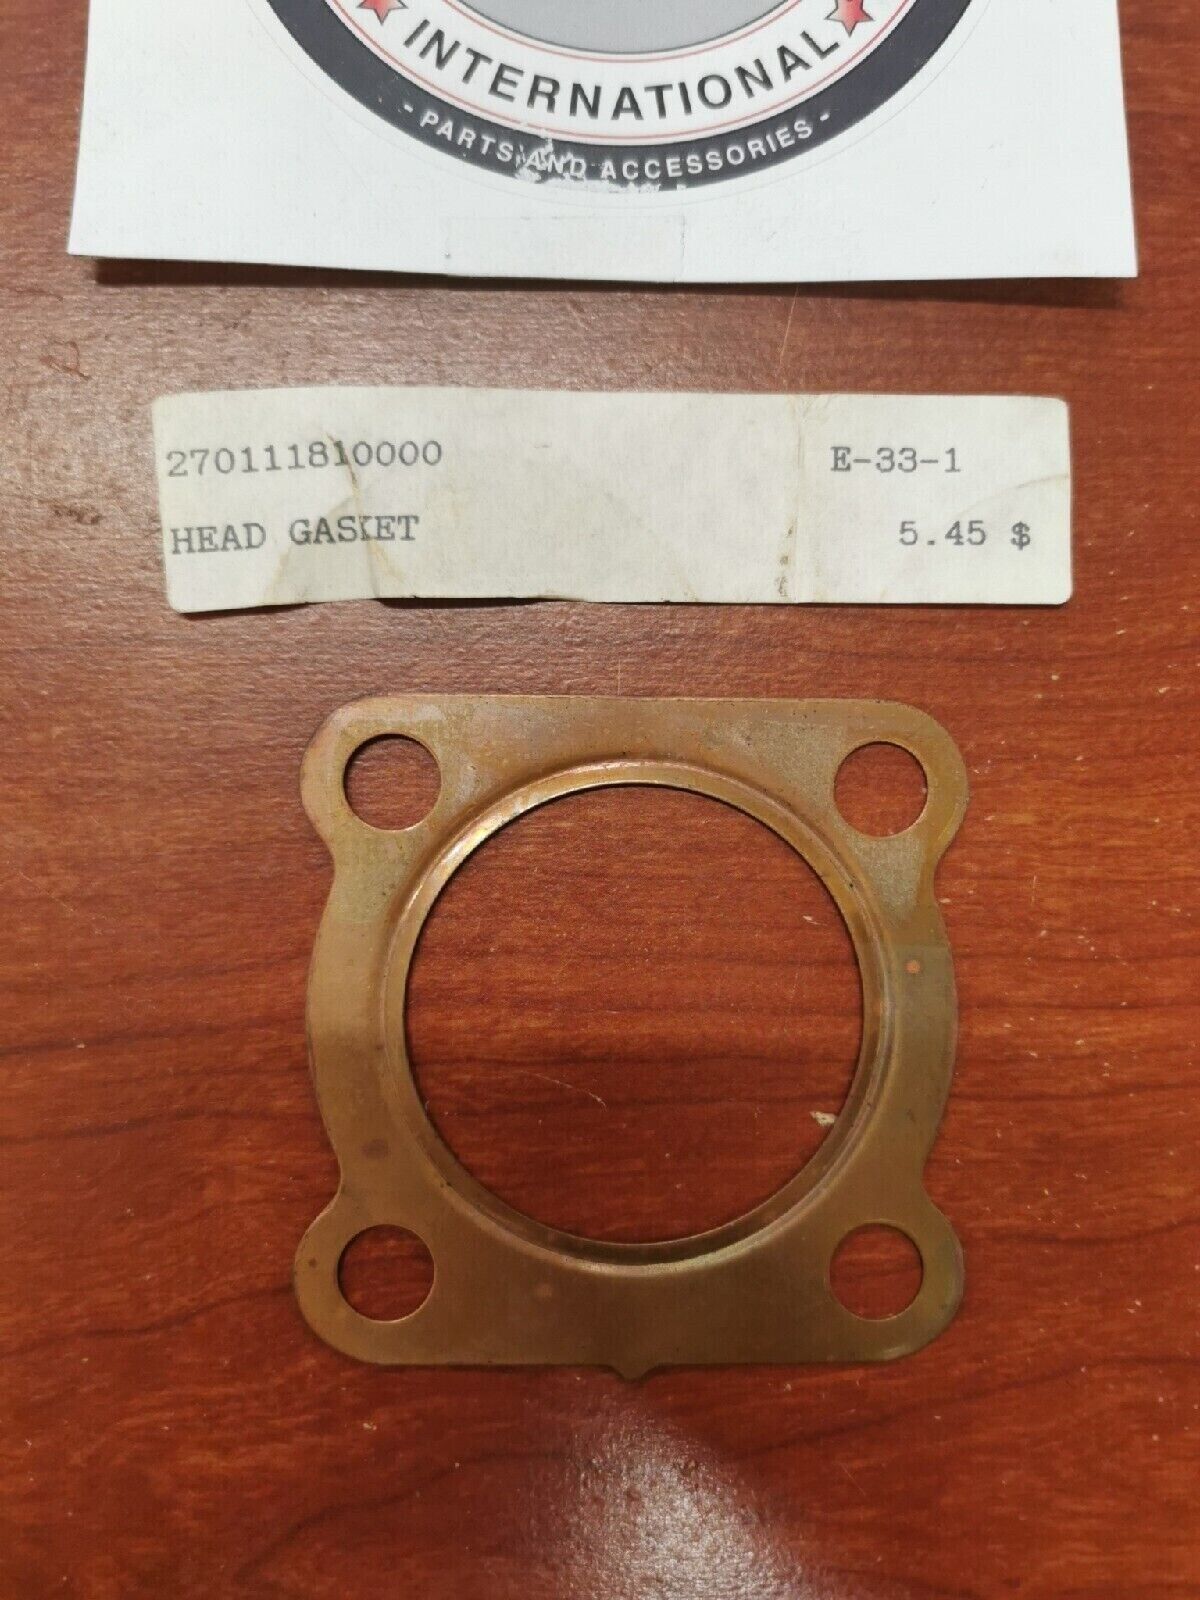 INTERNATIONAL
- PARTS AND ACCESSORIES -
270111810000 E-33-1
HEAD GASKET 5.45 $